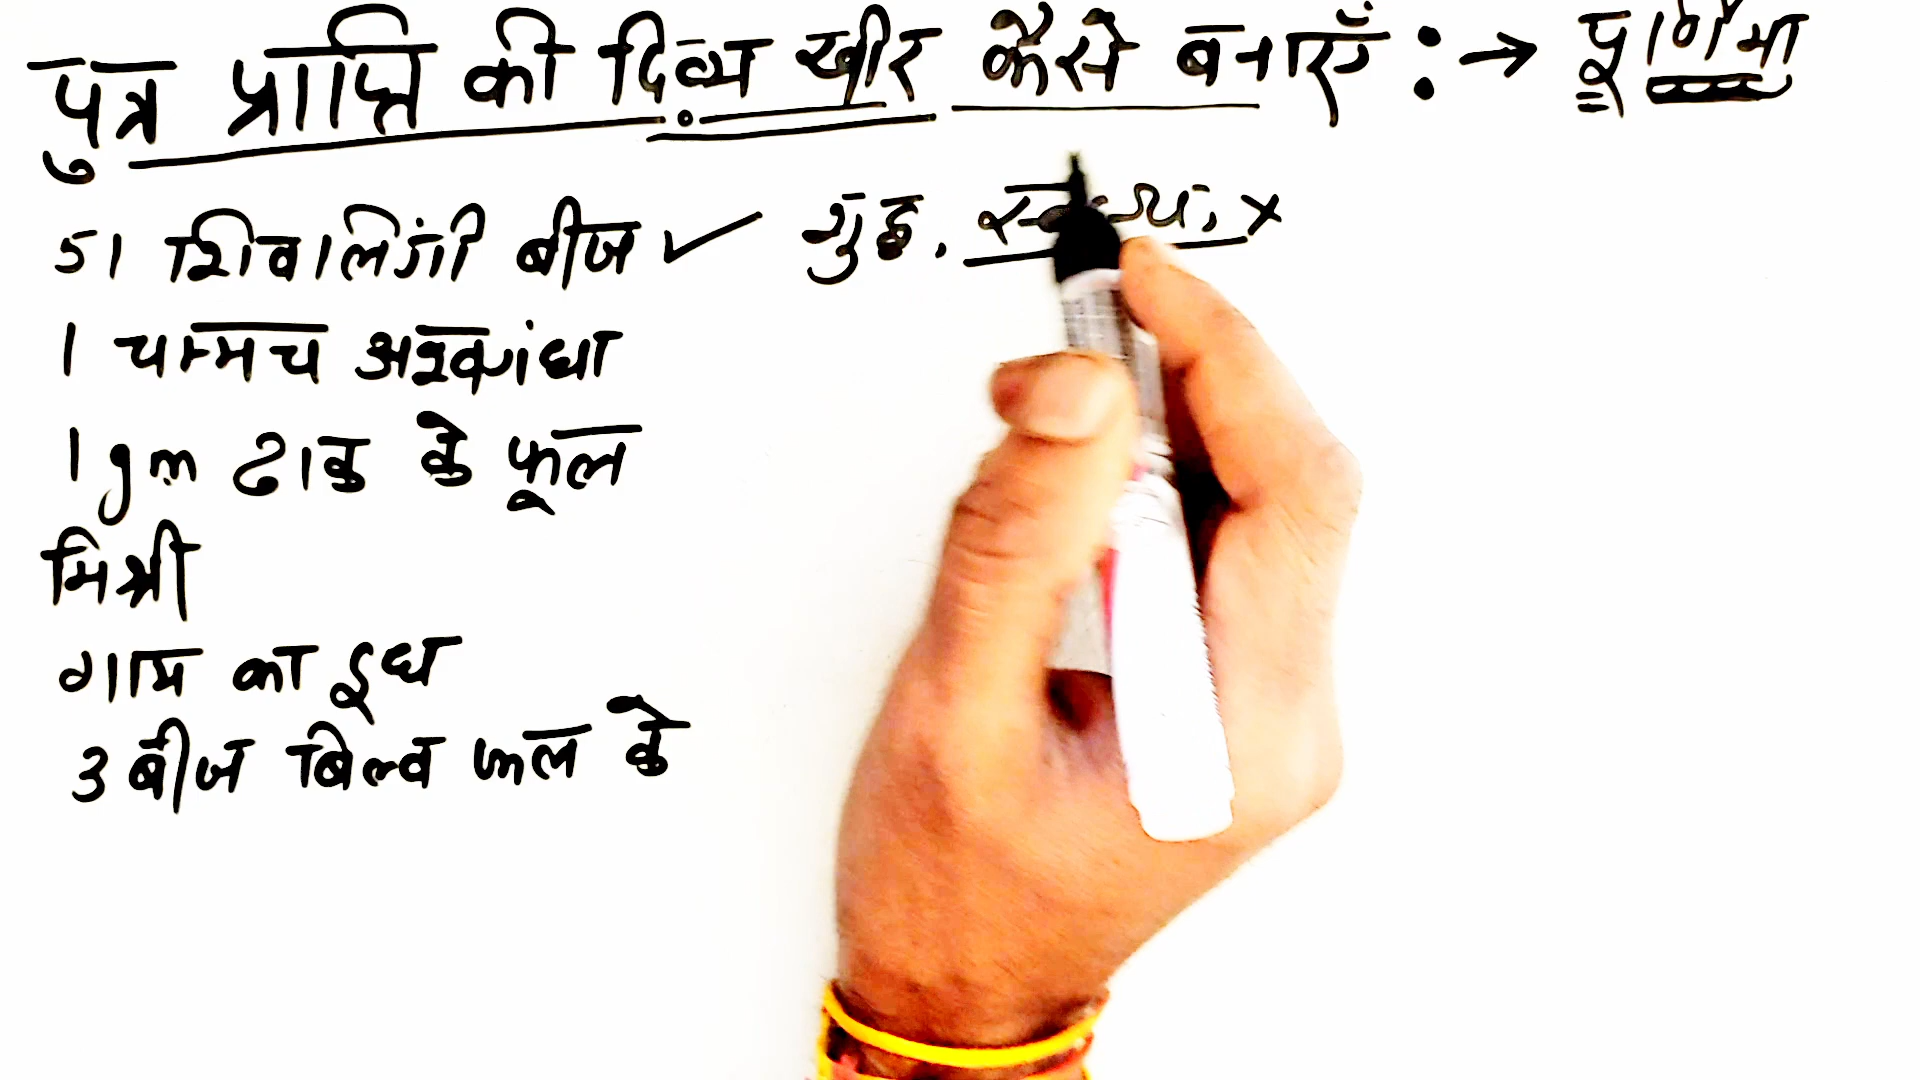 पुत्र प्राप्ति की दिव्य खीर कैसे बनाएँ :→ पूर्णिमा
51 शिवलिंगी बीज ✓ गुड़, ×
1 चम्मच अश्वगंधा
1 gm ढाक के फूल
मिश्री
गाय का दूध
3 बीज बिल्व फल के